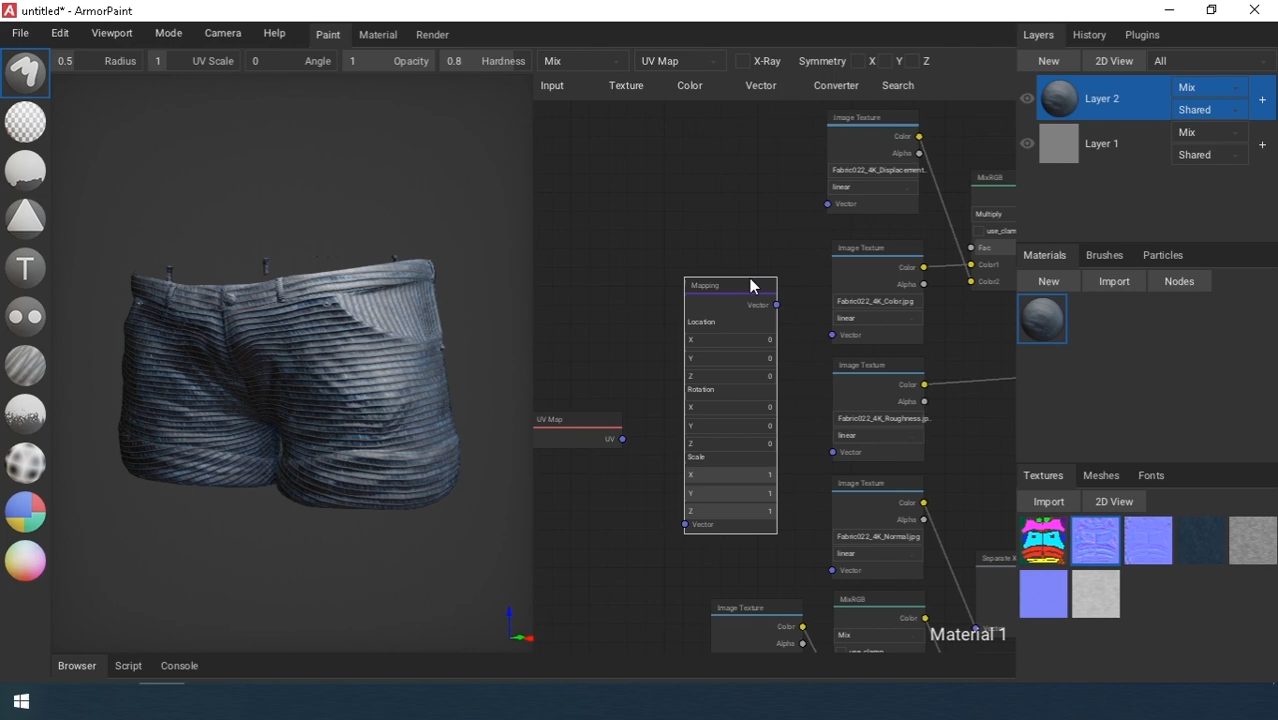 untitled* - ArmorPaint
File Edit Viewport Mode Camera Help Paint Material Render
Layers History Plugins
0.5 Radius 1 UV Scale 0 Angle 1 Opacity 0.8 Hardness Mix UV Map X-Ray Symmetry X Y Z
New 2D View All
Input Texture Color Vector Converter Search
Layer 2 Mix
Shared
Layer 1 Mix
Shared
Image Texture
Color
Alpha
Fabric022_4K_Displacement.
linear
Vector
MixRGB
Multiply
use_clam
Fac
Color1
Color2
Image Texture
Color
Alpha
Fabric022_4K_Color.jpg
linear
Vector
Mapping
Vector
Location
X 0
Y 0
Z 0
Rotation
X 0
Y 0
Z 0
Scale
X 1
Y 1
Z 1
Vector
UV Map
UV
Image Texture
Color
Alpha
Fabric022_4K_Roughness.jp.
linear
Vector
Image Texture
Color
Alpha
Fabric022_4K_Normal.jpg
linear
Vector
Separate X
Image Texture
Color
Alpha
MixRGB
Color
Mix
Material 1
Materials Brushes Particles
New Import Nodes
Textures Meshes Fonts
Import 2D View
Browser Script Console